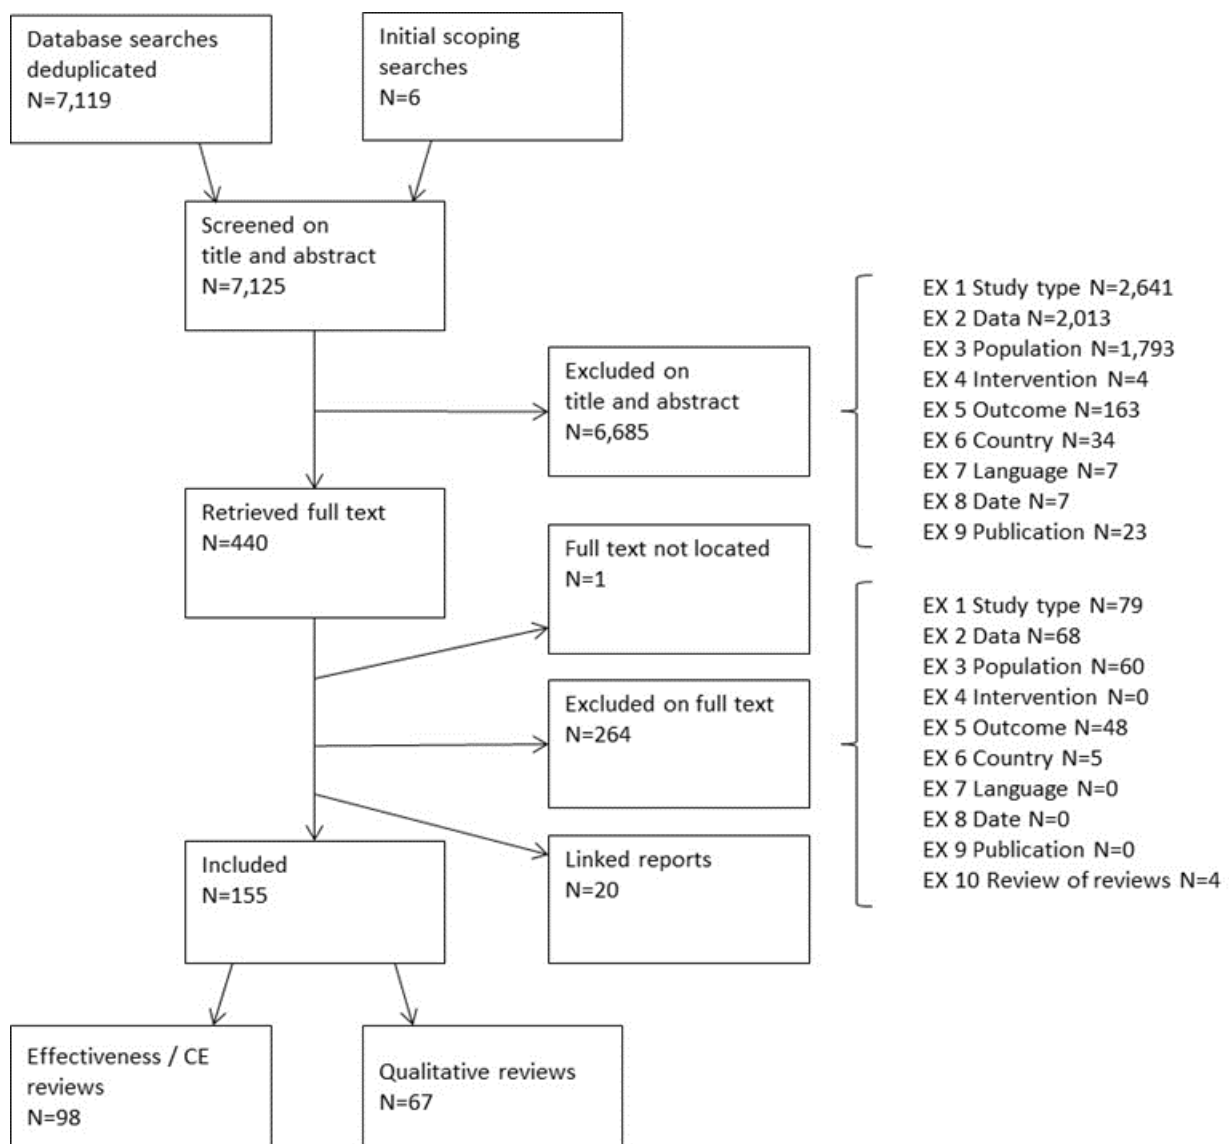 Database searches
deduplicated
N=7,119
Initial scoping
searches
N=6
Screened on
title and abstract
N=7,125
Excluded on
title and abstract
N=6,685
EX 1 Study type N=2,641
EX 2 Data N=2,013
EX 3 Population N=1,793
EX 4 Intervention N=4
EX 5 Outcome N=163
EX 6 Country N=34
EX 7 Language N=7
EX 8 Date N=7
EX 9 Publication N=23
Retrieved full text
N=440
Full text not located
N=1
Excluded on full text
N=264
EX 1 Study type N=79
EX 2 Data N=68
EX 3 Population N=60
EX 4 Intervention N=0
EX 5 Outcome N=48
EX 6 Country N=5
EX 7 Language N=0
EX 8 Date N=0
EX 9 Publication N=0
EX 10 Review of reviews N=4
Linked reports
N=20
Included
N=155
Effectiveness / CE
reviews
N=98
Qualitative reviews
N=67